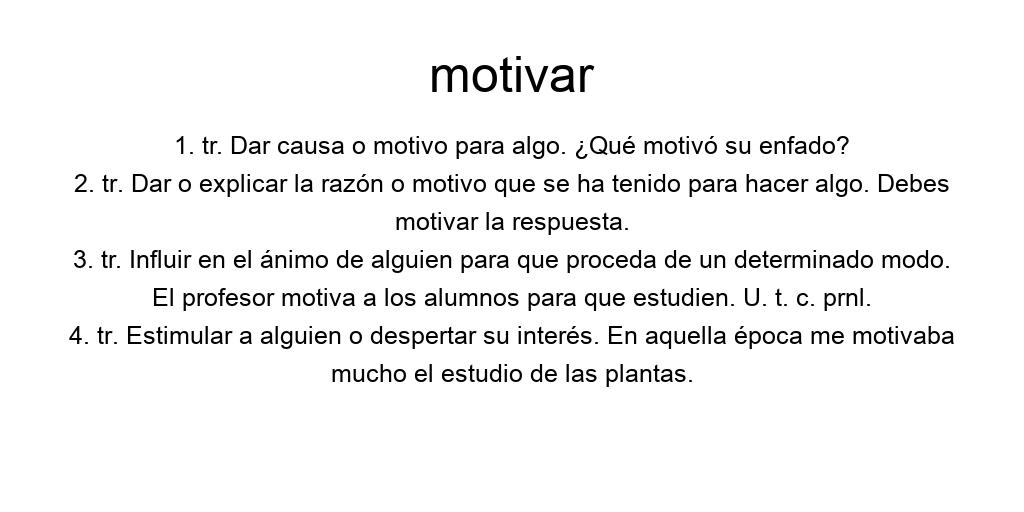 motivar
1. tr. Dar causa o motivo para algo. ¿Qué motivó su enfado?
2. tr. Dar o explicar la razón o motivo que se ha tenido para hacer algo. Debes
motivar la respuesta.
3. tr. Influir en el ánimo de alguien para que proceda de un determinado modo.
El profesor motiva a los alumnos para que estudien. U. t. c. prnl.
4. tr. Estimular a alguien o despertar su interés. En aquella época me motivaba
mucho el estudio de las plantas.